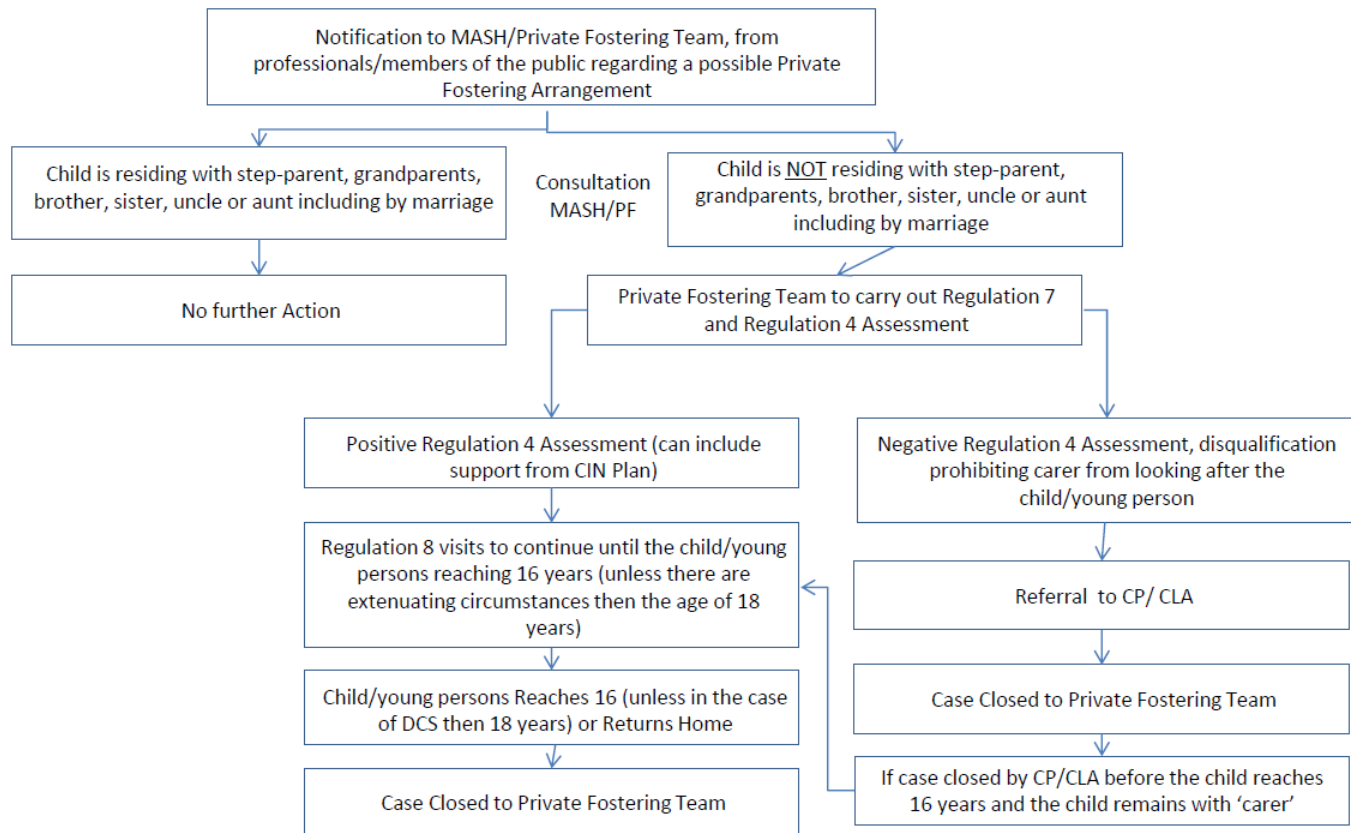 Notification to MASH/Private Fostering Team, from
professionals/members of the public regarding a possible Private
Fostering Arrangement
Child is residing with step-parent, grandparents,
brother, sister, uncle or aunt including by marriage
Consultation
MASH/PF
Child is NOT residing with step-parent,
grandparents, brother, sister, uncle or aunt
including by marriage
No further Action
Private Fostering Team to carry out Regulation 7
and Regulation 4 Assessment
Positive Regulation 4 Assessment (can include
support from CIN Plan)
Negative Regulation 4 Assessment, disqualification
prohibiting carer from looking after the
child/young person
Regulation 8 visits to continue until the child/young
persons reaching 16 years (unless there are
extenuating circumstances then the age of 18
years)
Referral to CP/ CLA
Child/young persons Reaches 16 (unless in the case
of DCS then 18 years) or Returns Home
Case Closed to Private Fostering Team
Case Closed to Private Fostering Team
If case closed by CP/CLA before the child reaches
16 years and the child remains with ‘carer’